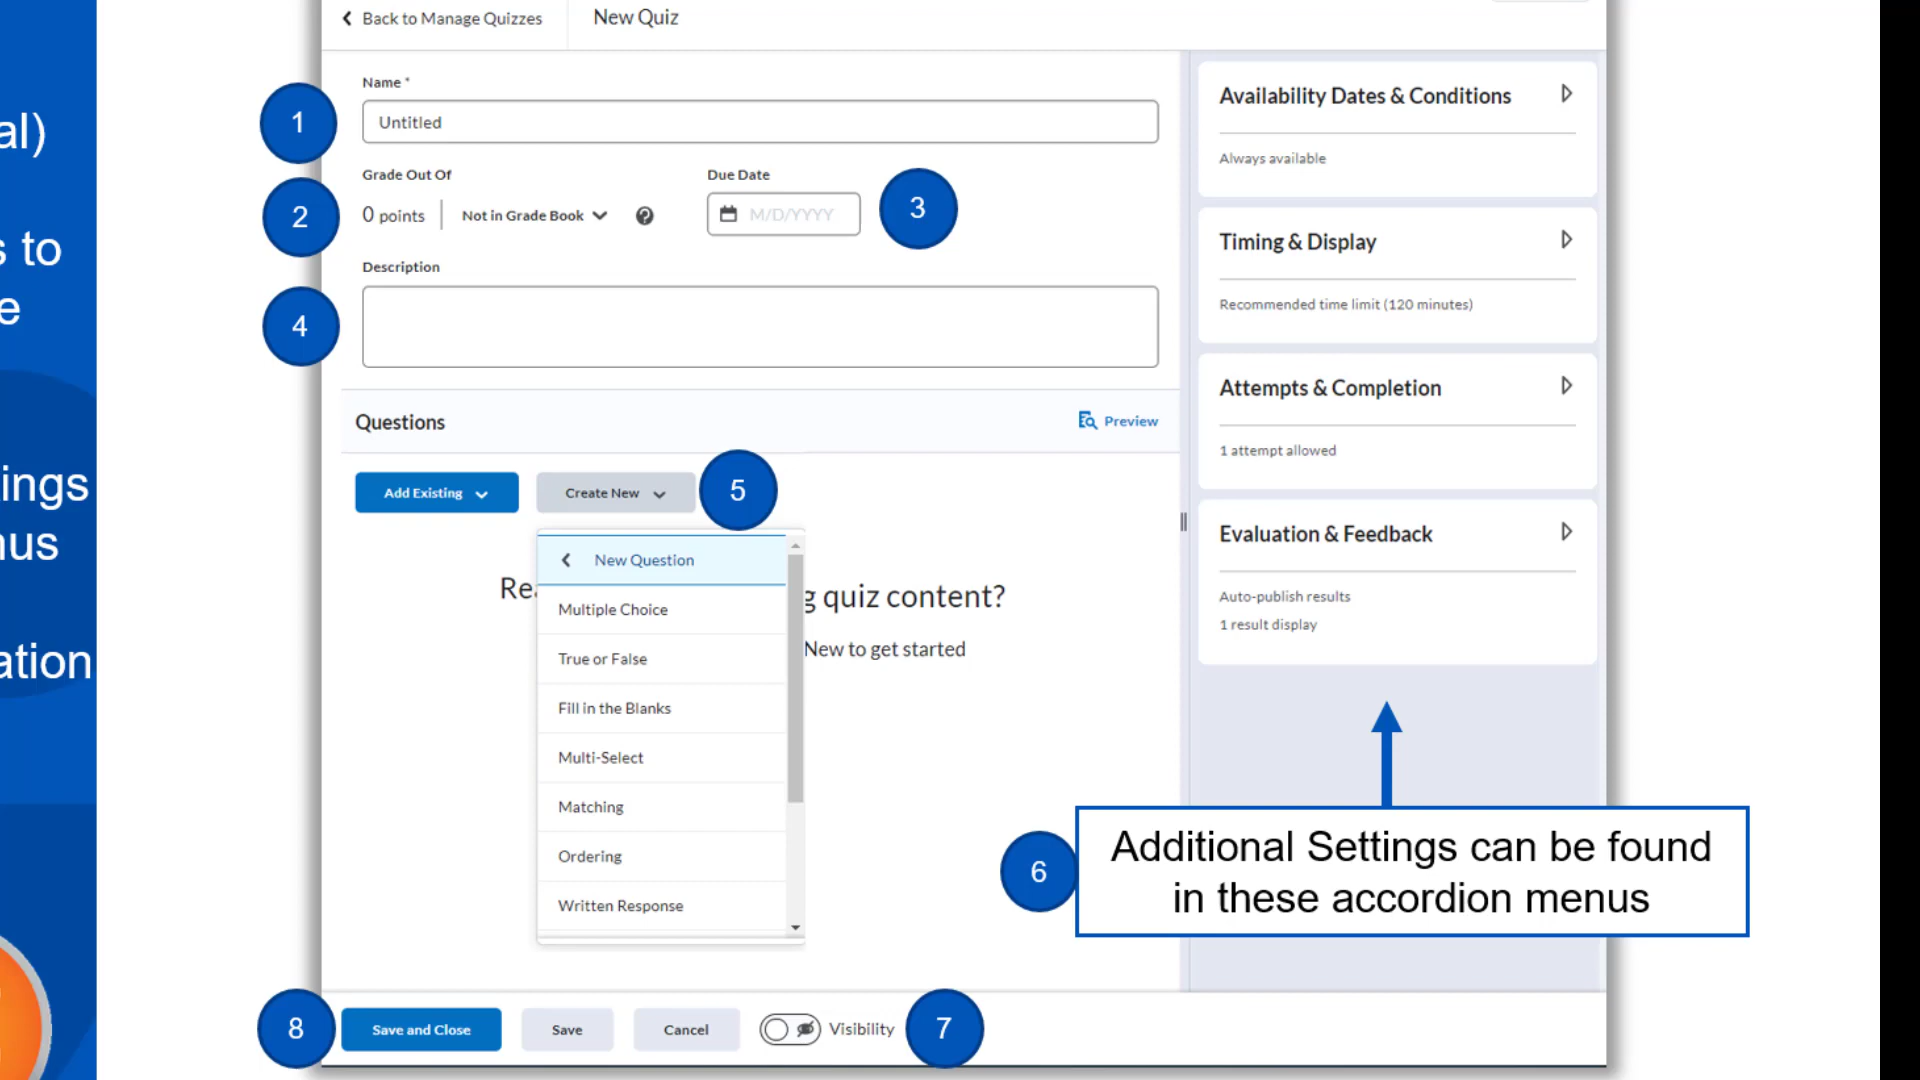 al)
s to
e
ings
nus
ation
Back to Manage Quizzes
New Quiz
1
Name *
Untitled
2
Grade Out Of
0 points
Not in Grade Book
Due Date
M/D/YYYY
3
4
Description
Questions
Preview
Add Existing
Create New
5
New Question
Multiple Choice
True or False
Fill in the Blanks
Multi-Select
Matching
Ordering
Written Response
g quiz content?
New to get started
Availability Dates & Conditions
Always available
Timing & Display
Recommended time limit (120 minutes)
Attempts & Completion
1 attempt allowed
Evaluation & Feedback
Auto-publish results
1 result display
6
Additional Settings can be found
in these accordion menus
8
Save and Close
Save
Cancel
Visibility
7